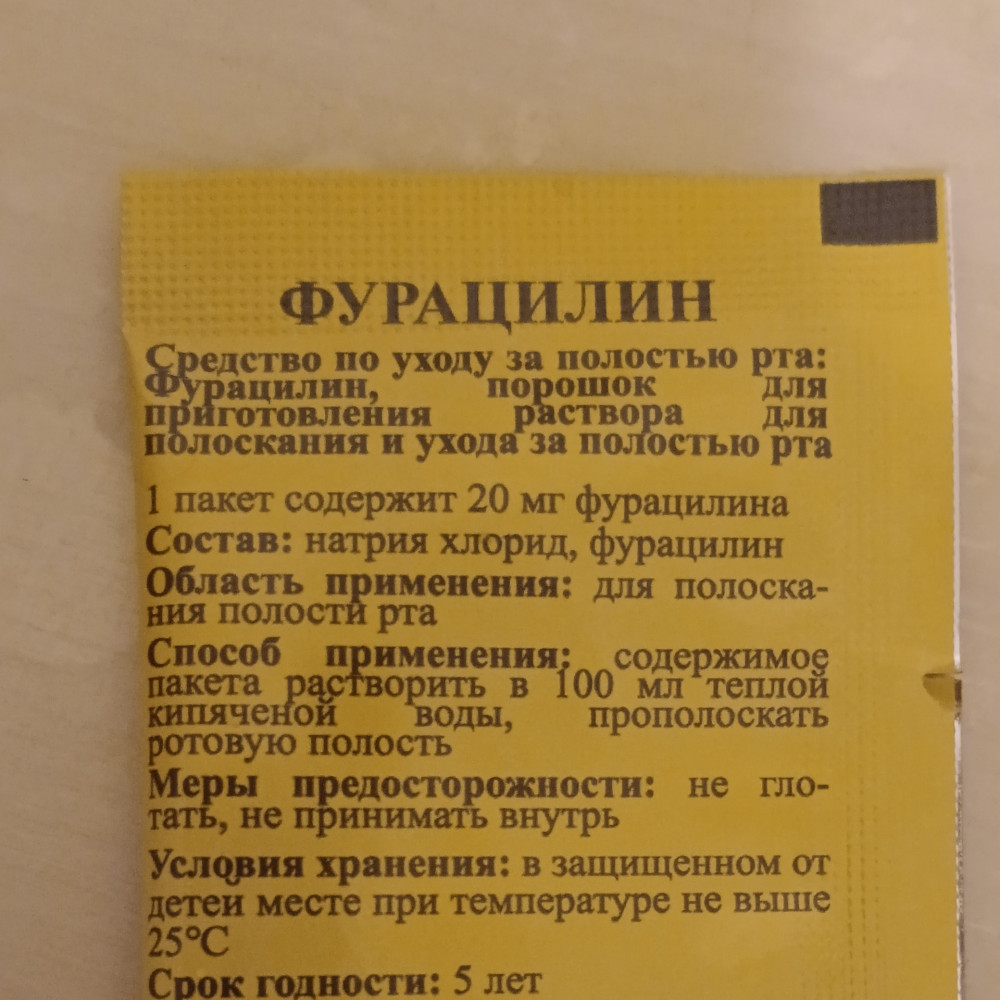 ФУРАЦИЛИН
Средство по уходу за полостью рта:
Фурацилин, порошок для
приготовления раствора для
полоскания и ухода за полостью рта
1 пакет содержит 20 мг фурацилина
Состав: натрия хлорид, фурацилин
Область применения: для полоска-
ния полости рта
Способ применения: содержимое
пакета растворить в 100 мл теплой
кипяченой воды, прополоскать
ротовую полость
Меры предосторожности: не гло-
тать, не принимать внутрь
Условия хранения: в защищенном от
детей месте при температуре не выше
25°C
Срок годности: 5 лет